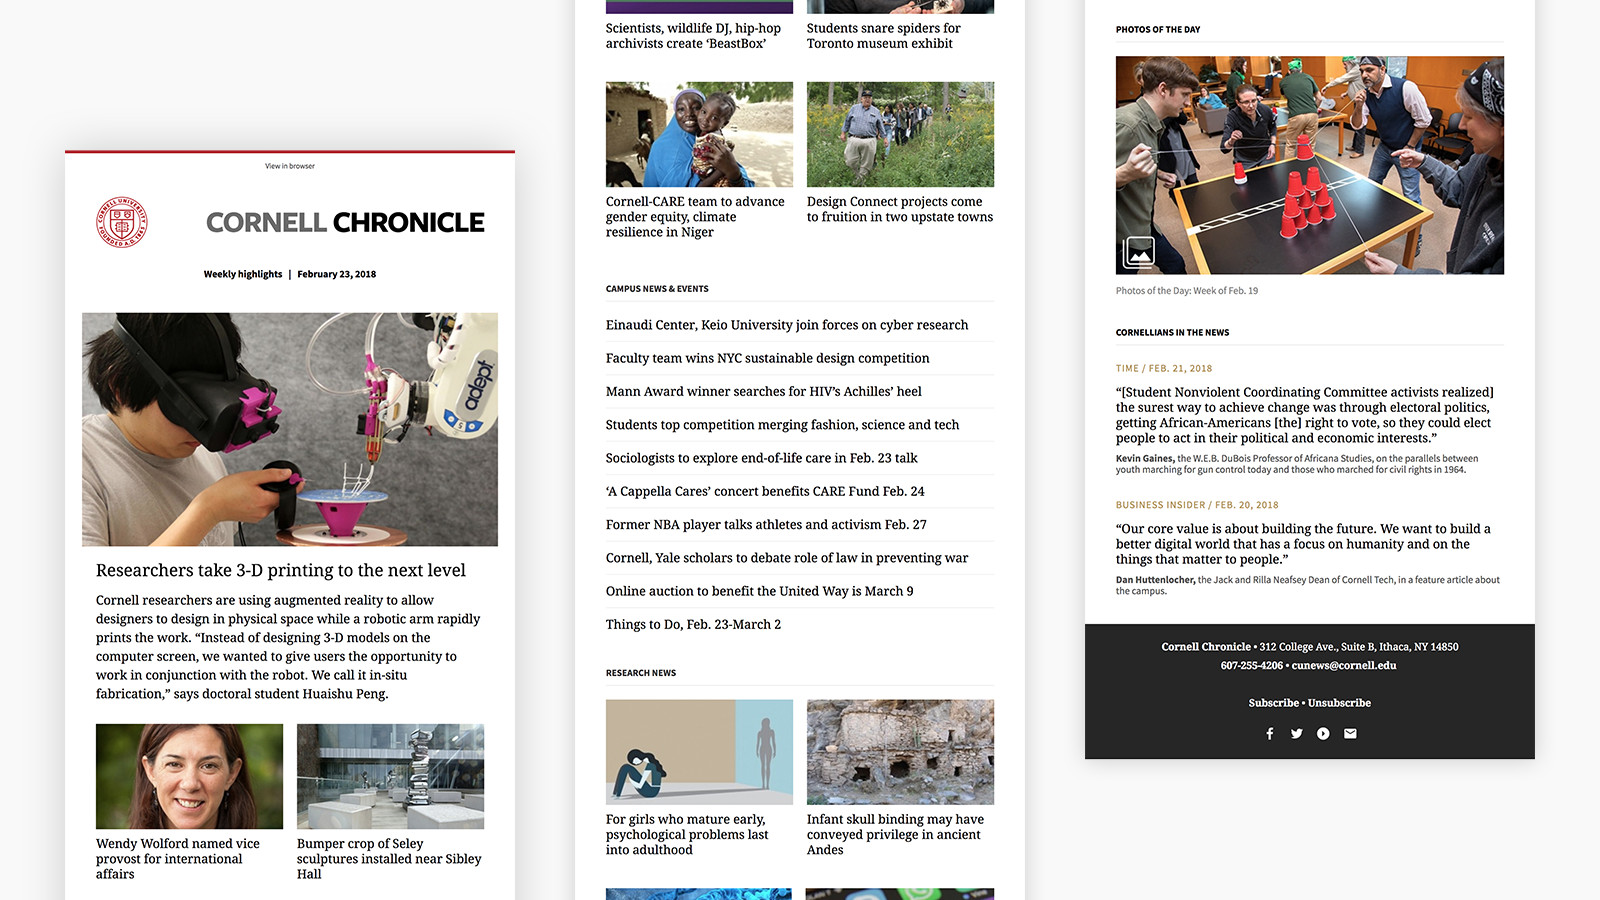 View in browser
CORNELL UNIVERSITY
FOUNDED A.D. 1865
CORNELL CHRONICLE
Weekly highlights | February 23, 2018
adept
Researchers take 3-D printing to the next level
Cornell researchers are using augmented reality to allow
designers to design in physical space while a robotic arm rapidly
prints the work. “Instead of designing 3-D models on the
computer screen, we wanted to give users the opportunity to
work in conjunction with the robot. We call it in-situ
fabrication,” says doctoral student Huaishu Peng.
Wendy Wolford named vice
provost for international
affairs
Bumper crop of Seley
sculptures installed near Sibley
Hall
Scientists, wildlife DJ, hip-hop
archivists create ‘BeastBox’
Students snare spiders for
Toronto museum exhibit
Cornell-CARE team to advance
gender equity, climate
resilience in Niger
Design Connect projects come
to fruition in two upstate towns
CAMPUS NEWS & EVENTS
Einaudi Center, Keio University join forces on cyber research
Faculty team wins NYC sustainable design competition
Mann Award winner searches for HIV’s Achilles’ heel
Students top competition merging fashion, science and tech
Sociologists to explore end-of-life care in Feb. 23 talk
‘A Cappella Cares’ concert benefits CARE Fund Feb. 24
Former NBA player talks athletes and activism Feb. 27
Cornell, Yale scholars to debate role of law in preventing war
Online auction to benefit the United Way is March 9
Things to Do, Feb. 23-March 2
RESEARCH NEWS
For girls who mature early,
psychological problems last
into adulthood
Infant skull binding may have
conveyed privilege in ancient
Andes
PHOTOS OF THE DAY
Photos of the Day: Week of Feb. 19
CORNELLIANS IN THE NEWS
TIME / FEB. 21, 2018
“[Student Nonviolent Coordinating Committee activists realized]
the surest way to achieve change was through electoral politics,
getting African-Americans [the] right to vote, so they could elect
people to act in their political and economic interests.”
Kevin Gaines, the W.E.B. DuBois Professor of Africana Studies, on the parallels between
youth marching for gun control today and those who marched for civil rights in 1964.
BUSINESS INSIDER / FEB. 20, 2018
“Our core value is about building the future. We want to build a
better digital world that has a focus on humanity and on the
things that matter to people.”
Dan Huttenlocher, the Jack and Rilla Neafsey Dean of Cornell Tech, in a feature article about
the campus.
Cornell Chronicle • 312 College Ave., Suite B, Ithaca, NY 14850
607-255-4206 • cunews@cornell.edu
Subscribe • Unsubscribe